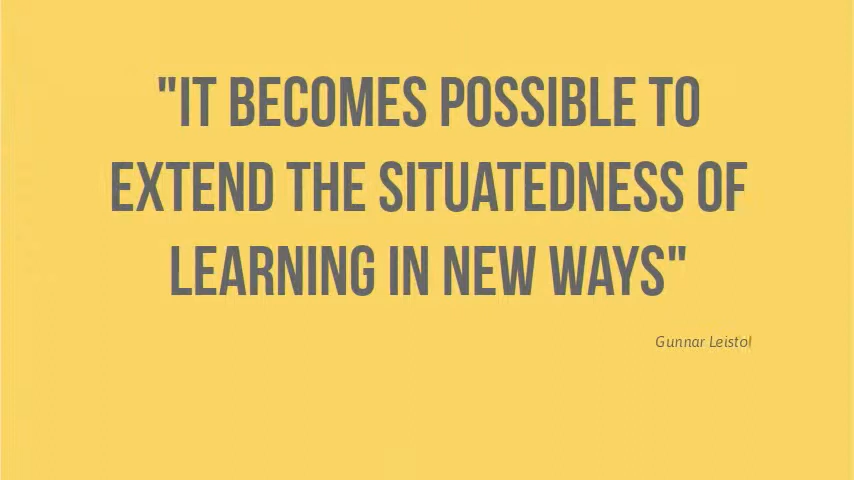 "IT BECOMES POSSIBLE TO
EXTEND THE SITUATEDNESS OF
LEARNING IN NEW WAYS"
Gunnar Leistol